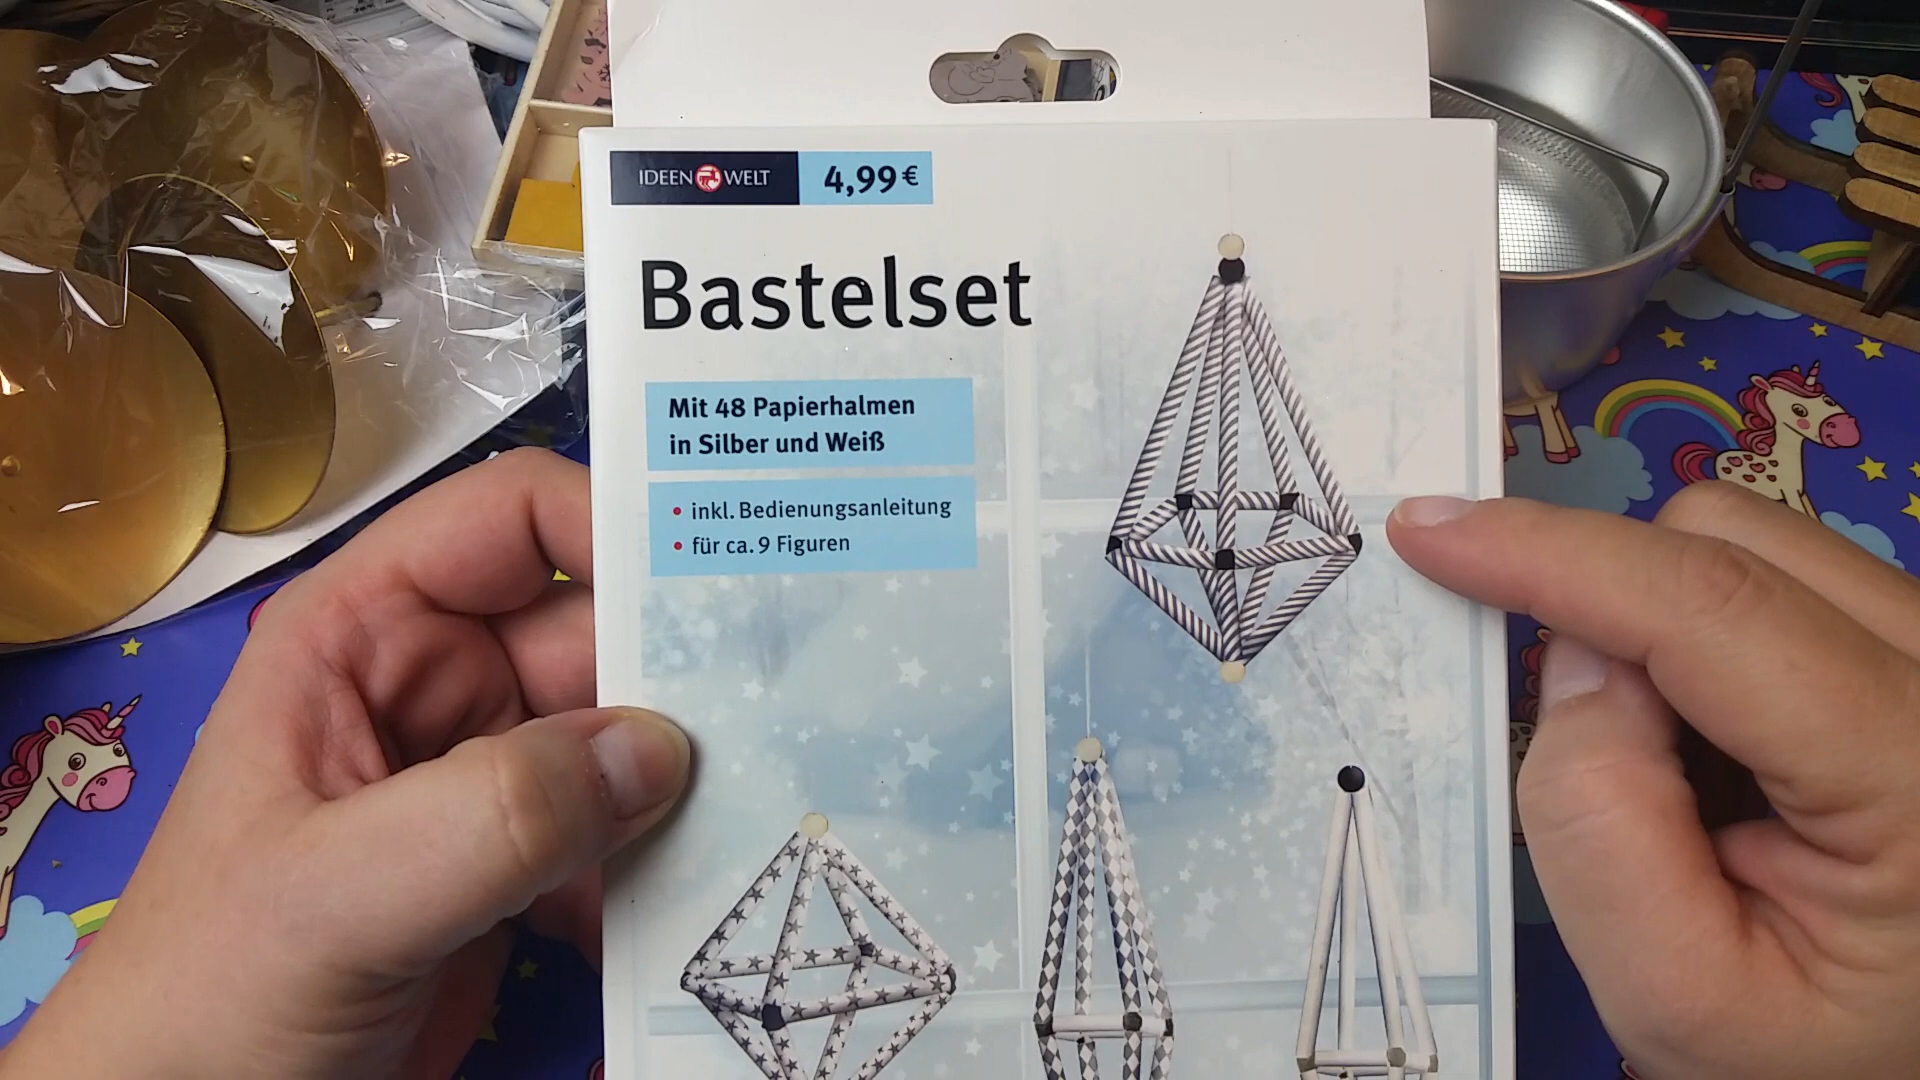 IDEEN WELT 4,99 €
Bastelset
Mit 48 Papierhalmen
in Silber und Weiß
• inkl. Bedienungsanleitung
• für ca. 9 Figuren